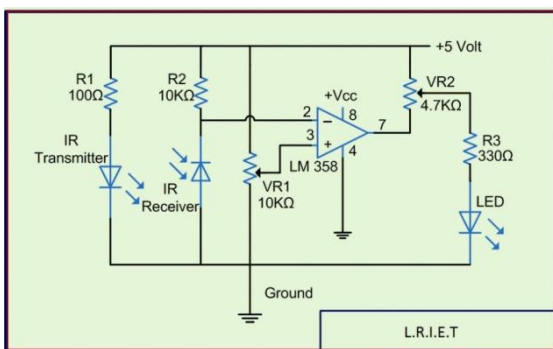 +5 Volt
R1
100Ω
R2
10KΩ
+Vcc
VR2
4.7KΩ
2
8
7
3
4
LM 358
R3
330Ω
IR
Transmitter
IR
Receiver
VR1
10KΩ
LED
Ground
L.R.I.E.T